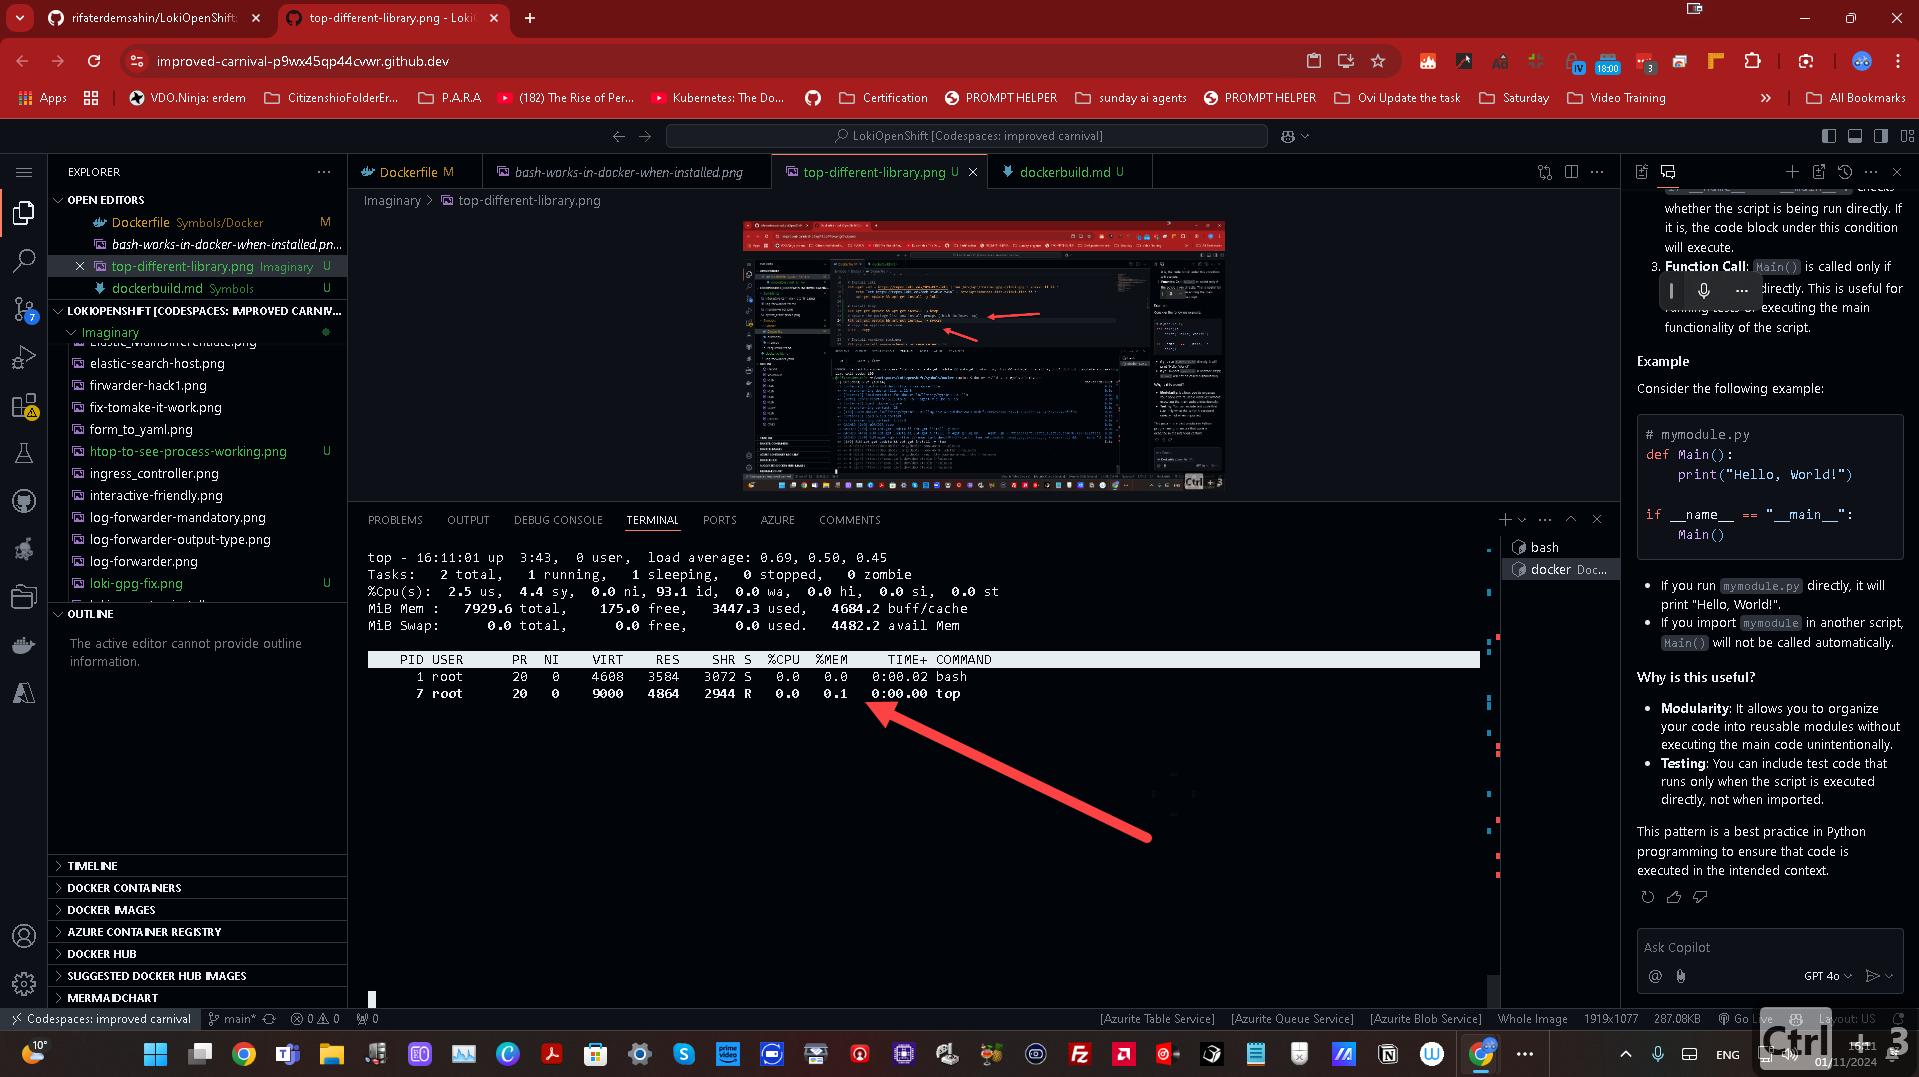 rifaterdemsahin/LokiOpenShift:
top-different-library.png - Loki
improved-carnival-p9wx45qp44cvwr.github.dev
18:00
3
Apps
VDO.Ninja: erdem
CitizenshioFolderEr...
P.A.R.A
(182) The Rise of Per...
Kubernetes: The Do...
Certification
PROMPT HELPER
sunday ai agents
PROMPT HELPER
Ovi Update the task
Saturday
Video Training
All Bookmarks
LokiOpenShift [Codespaces: improved carnival]
EXPLORER
OPEN EDITORS
Dockerfile Symbols/Docker M
bash-works-in-docker-when-installed.pn...
top-different-library.png Imaginary U
dockerbuild.md Symbols U
LOKIOPENSHIFT [CODESPACES: IMPROVED CARNIV...
Imaginary
Elastic_MainDifferentiate.png
elastic-search-host.png
firwarder-hack1.png
fix-tomake-it-work.png
form_to_yaml.png
htop-to-see-process-working.png U
ingress_controller.png
interactive-friendly.png
log-forwarder-mandatory.png
log-forwarder-output-type.png
log-forwarder.png
loki-gpg-fix.png U
OUTLINE
The active editor cannot provide outline
information.
TIMELINE
DOCKER CONTAINERS
DOCKER IMAGES
AZURE CONTAINER REGISTRY
DOCKER HUB
SUGGESTED DOCKER HUB IMAGES
MERMAIDCHART
7
Dockerfile M
bash-works-in-docker-when-installed.png
top-different-library.png U
dockerbuild.md U
Imaginary > top-different-library.png
Ctrl + 3
PROBLEMS
OUTPUT
DEBUG CONSOLE
TERMINAL
PORTS
AZURE
COMMENTS
top - 16:11:01 up  3:43,  0 user,  load average: 0.69, 0.50, 0.45
Tasks:   2 total,   1 running,   1 sleeping,   0 stopped,   0 zombie
%Cpu(s):  2.5 us,  4.4 sy,  0.0 ni, 93.1 id,  0.0 wa,  0.0 hi,  0.0 si,  0.0 st
MiB Mem :   7929.6 total,    175.0 free,   3447.3 used,   4684.2 buff/cache
MiB Swap:      0.0 total,      0.0 free,      0.0 used.   4482.2 avail Mem
PID USER      PR  NI    VIRT    RES    SHR S  %CPU  %MEM     TIME+ COMMAND
1 root      20   0    4608   3584   3072 S   0.0   0.0   0:00.02 bash
7 root      20   0    9000   4864   2944 R   0.0   0.1   0:00.00 top
bash
docker Doc...
if __name__ == "__main__": Checks
whether the script is being run directly. If
it is, the code block under this condition
will execute.
3. Function Call: Main() is called only if
directly. This is useful for
running tests or executing the main
functionality of the script.
Example
Consider the following example:
# mymodule.py
def Main():
print("Hello, World!")
if __name__ == "__main__":
Main()
If you run mymodule.py directly, it will
print "Hello, World!".
If you import mymodule in another script,
Main() will not be called automatically.
Why is this useful?
Modularity: It allows you to organize
your code into reusable modules without
executing the main code unintentionally.
Testing: You can include test code that
runs only when the script is executed
directly, not when imported.
This pattern is a best practice in Python
programming to ensure that code is
executed in the intended context.
Ask Copilot
GPT 4o
Codespaces: improved carnival
main*
0 0
0
[Azurite Table Service]
[Azurite Queue Service]
[Azurite Blob Service]
Whole Image
1919x1077
287.08KB
Go Live
Layout: US
10°
ENG
16:11
01/11/2024
Ctrl + 3